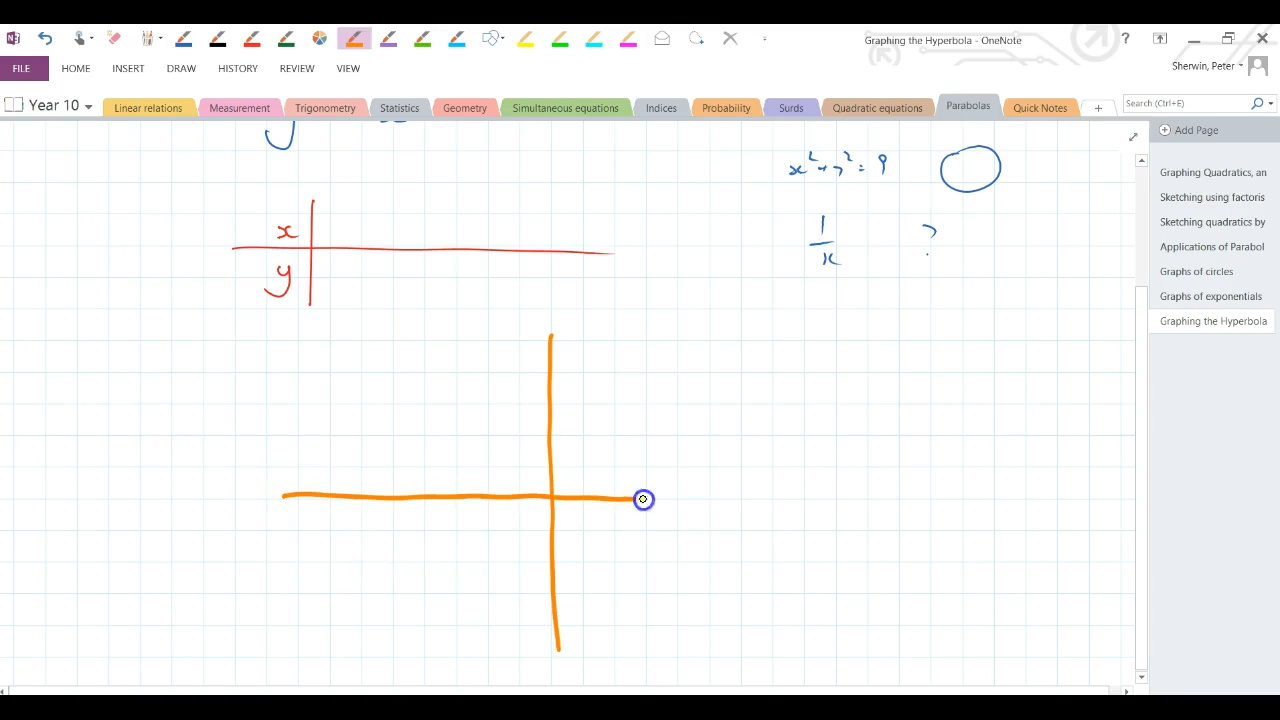 Graphing the Hyperbola - OneNote
?
FILE HOME INSERT DRAW HISTORY REVIEW VIEW
Sherwin, Peter
Year 10
Linear relations Measurement Trigonometry Statistics Geometry Simultaneous equations Indices Probability Surds Quadratic equations Parabolas Quick Notes +
Search (Ctrl+E)
Add Page
Graphing Quadratics, an
Sketching using factoris
Sketching quadratics by
Applications of Parabol
Graphs of circles
Graphs of exponentials
Graphing the Hyperbola
y
x² + y² = 9
x
y
1
x
?